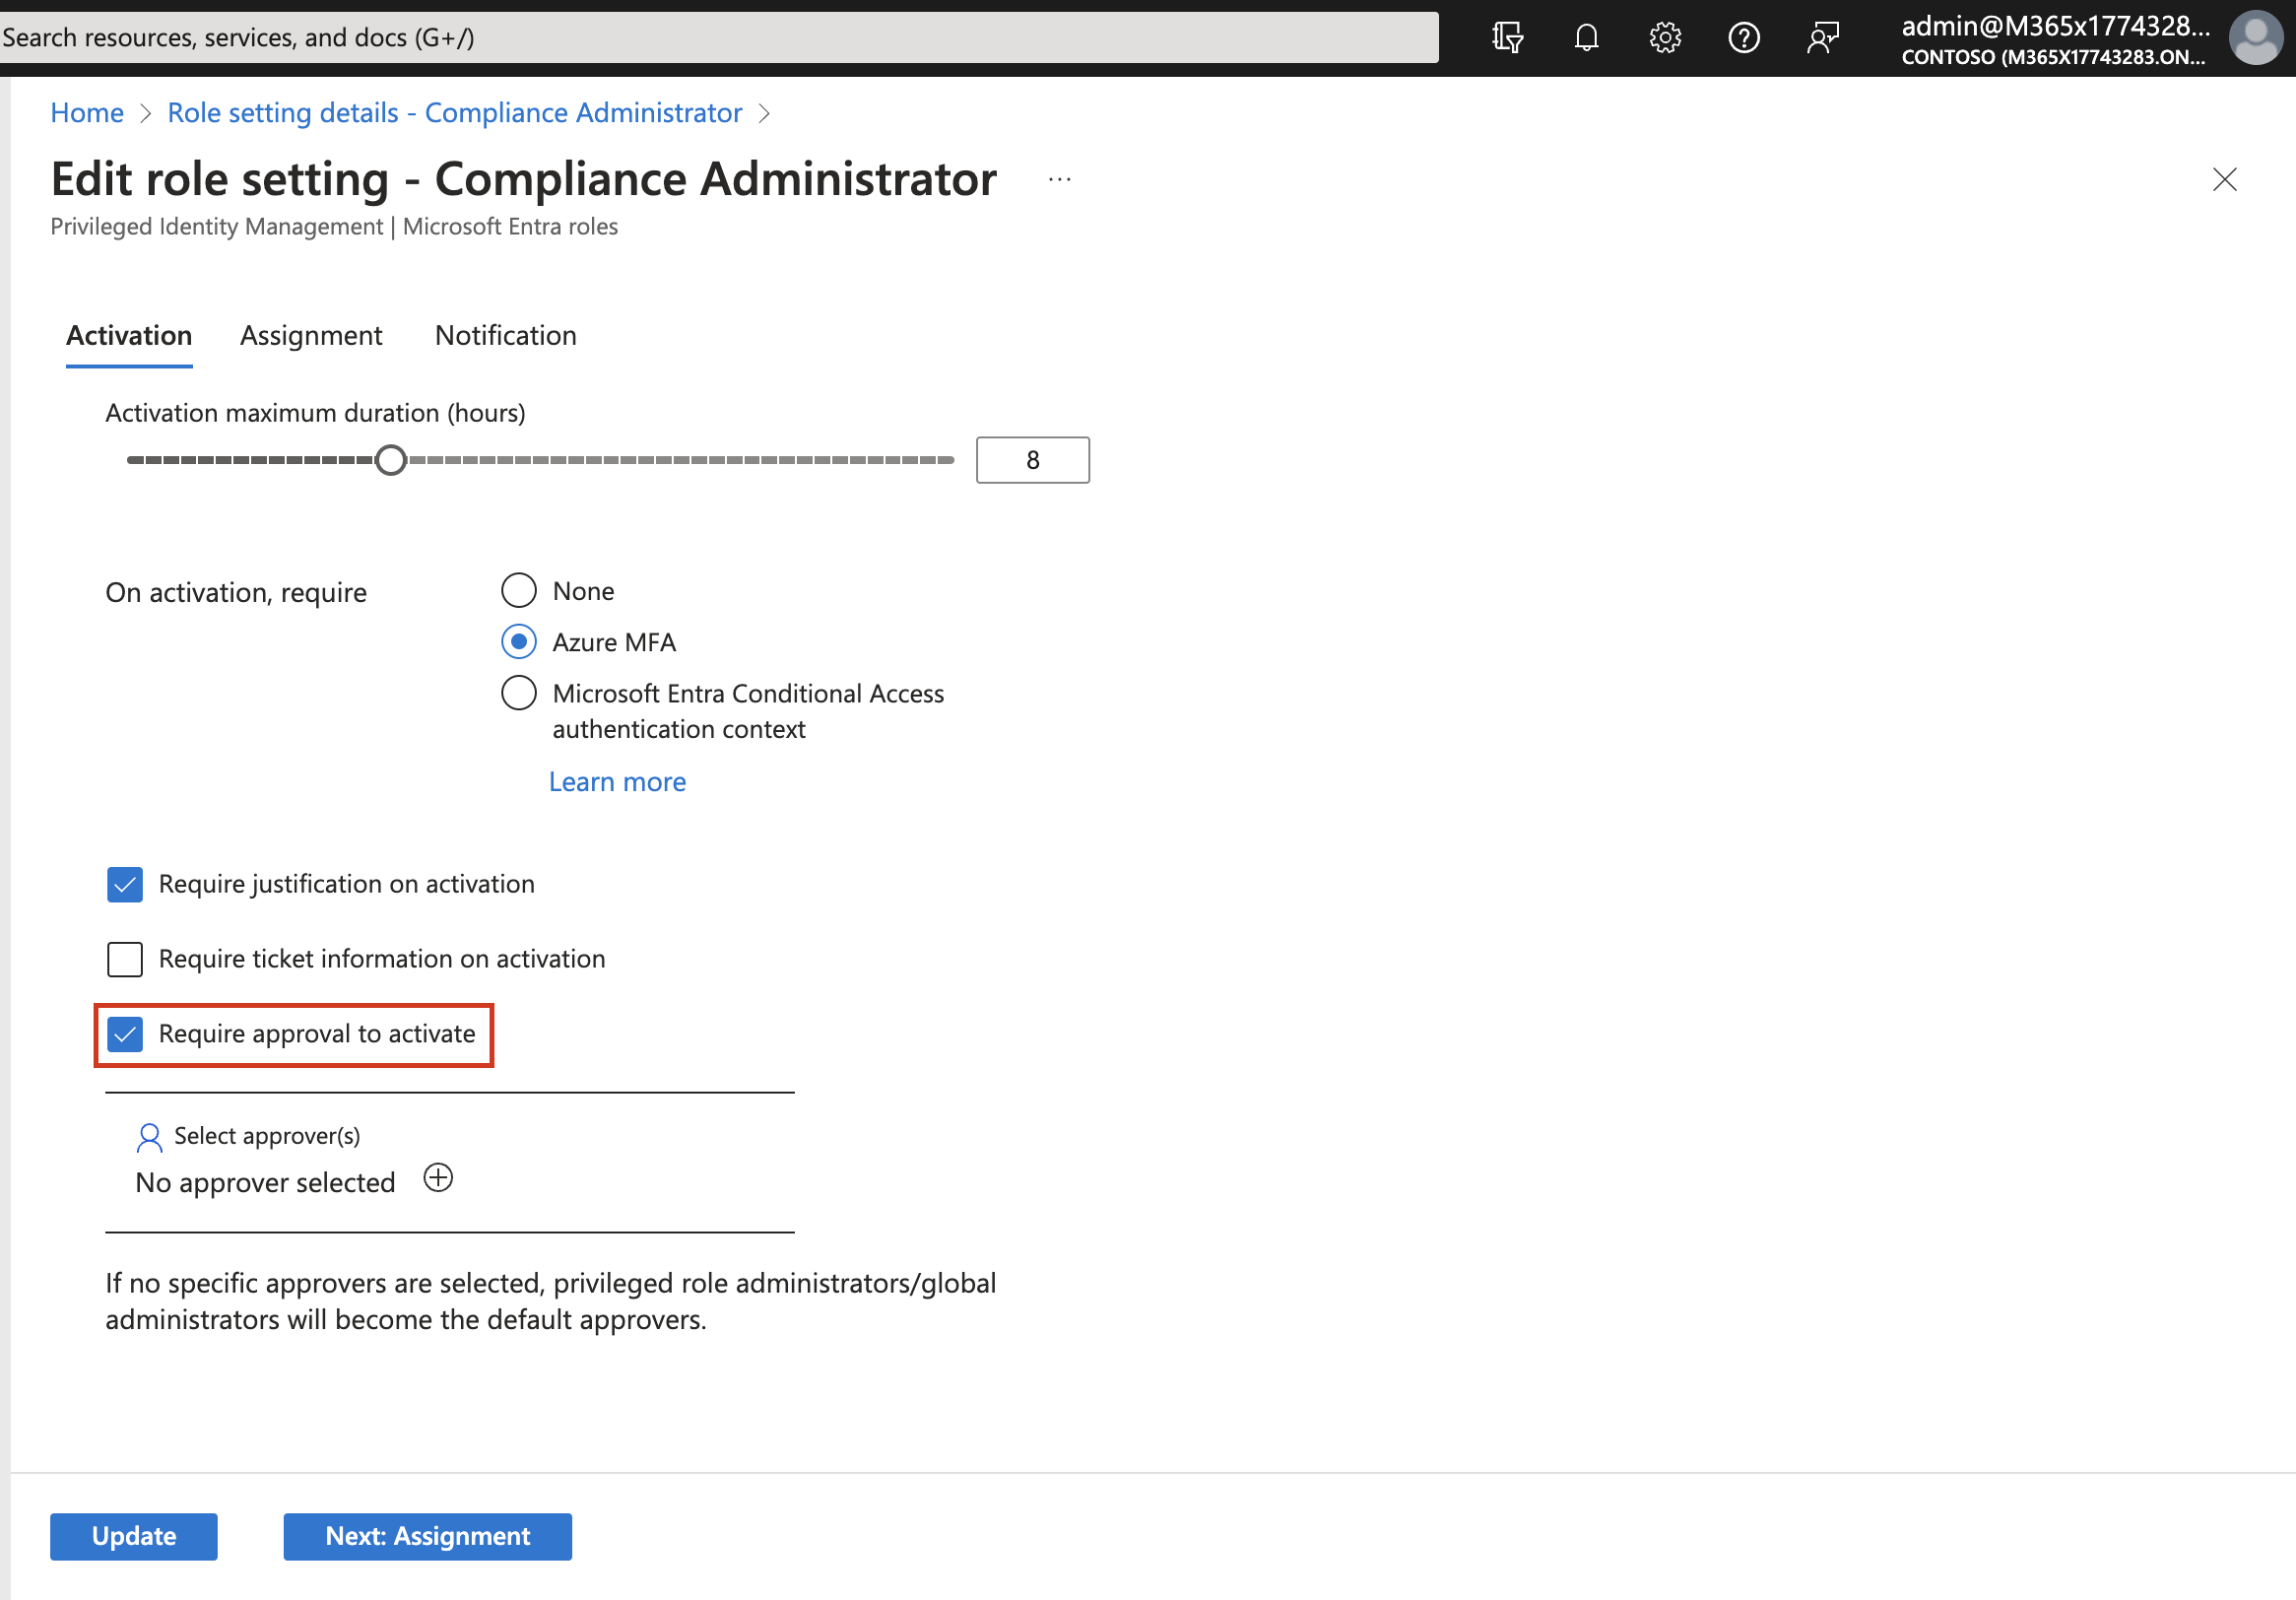 Search resources, services, and docs (G+/)
admin@M365x1774328...
CONTOSO (M365X17743283.ON...
Home > Role setting details - Compliance Administrator >
Edit role setting - Compliance Administrator ...
Privileged Identity Management | Microsoft Entra roles
Activation Assignment Notification
Activation maximum duration (hours)
8
On activation, require
None
Azure MFA
Microsoft Entra Conditional Access
authentication context
Learn more
Require justification on activation
Require ticket information on activation
Require approval to activate
Select approver(s)
No approver selected
If no specific approvers are selected, privileged role administrators/global
administrators will become the default approvers.
Update Next: Assignment